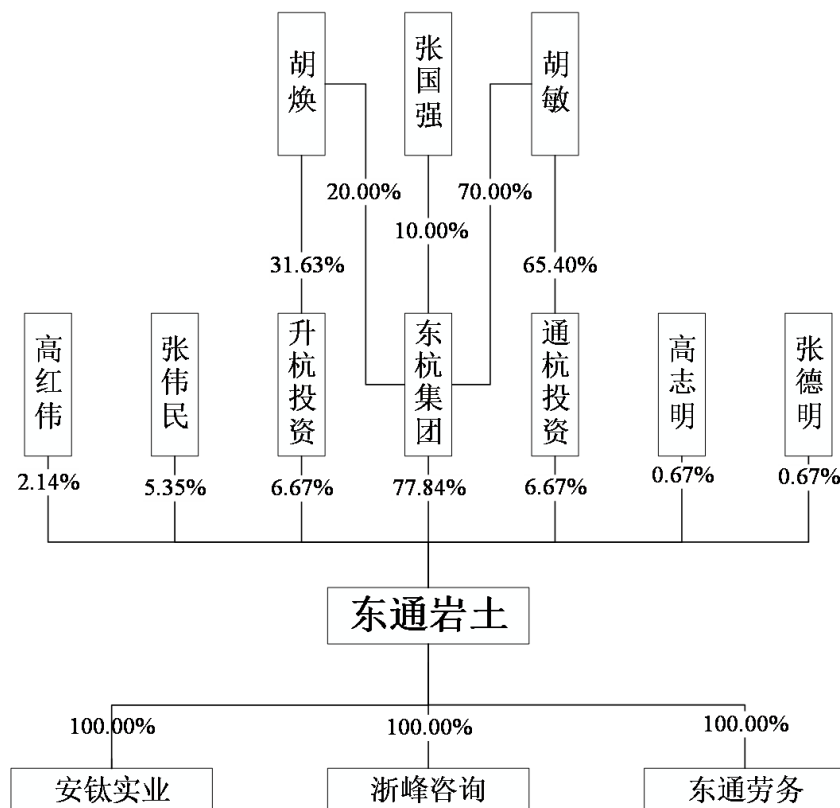 胡焕
张国强
胡敏
20.00%
70.00%
10.00%
31.63%
65.40%
高红伟
张伟民
升杭投资
东杭集团
通杭投资
高志明
张德明
2.14%
5.35%
6.67%
77.84%
6.67%
0.67%
0.67%
东通岩土
100.00%
100.00%
100.00%
安钛实业
浙峰咨询
东通劳务